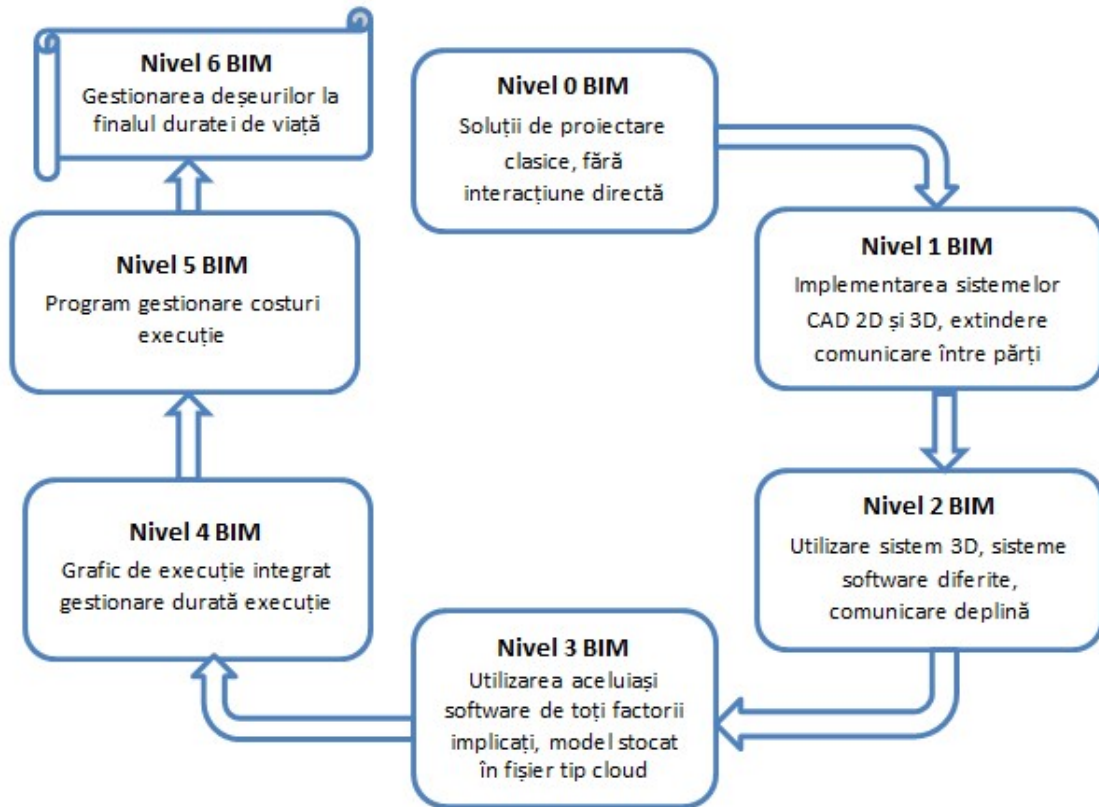 Nivel 0 BIM
Soluții de proiectare
clasice, fără
interacțiune directă
Nivel 1 BIM
Implementarea sistemelor
CAD 2D și 3D, extindere
comunicare între părți
Nivel 2 BIM
Utilizare sistem 3D, sisteme
software diferite,
comunicare deplină
Nivel 3 BIM
Utilizarea aceluiași
software de toți factorii
implicați, model stocat
în fișier tip cloud
Nivel 4 BIM
Grafic de execuție integrat
gestionare durată execuție
Nivel 5 BIM
Program gestionare costuri
execuție
Nivel 6 BIM
Gestionarea deșeurilor la
finalul duratei de viață